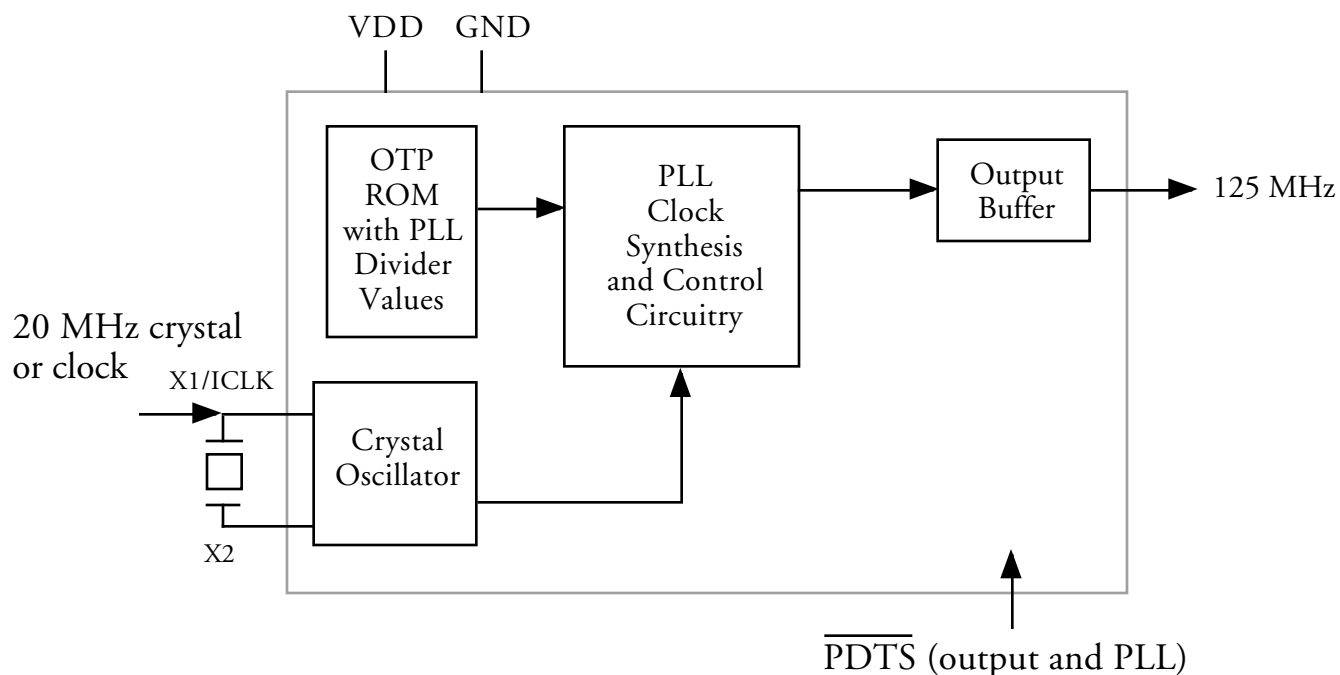 VDD GND
OTP
ROM
with PLL
Divider
Values
PLL
Clock
Synthesis
and Control
Circuitry
Output
Buffer
125 MHz
20 MHz crystal
or clock
X1/ICLK
Crystal
Oscillator
X2
PDTS (output and PLL)